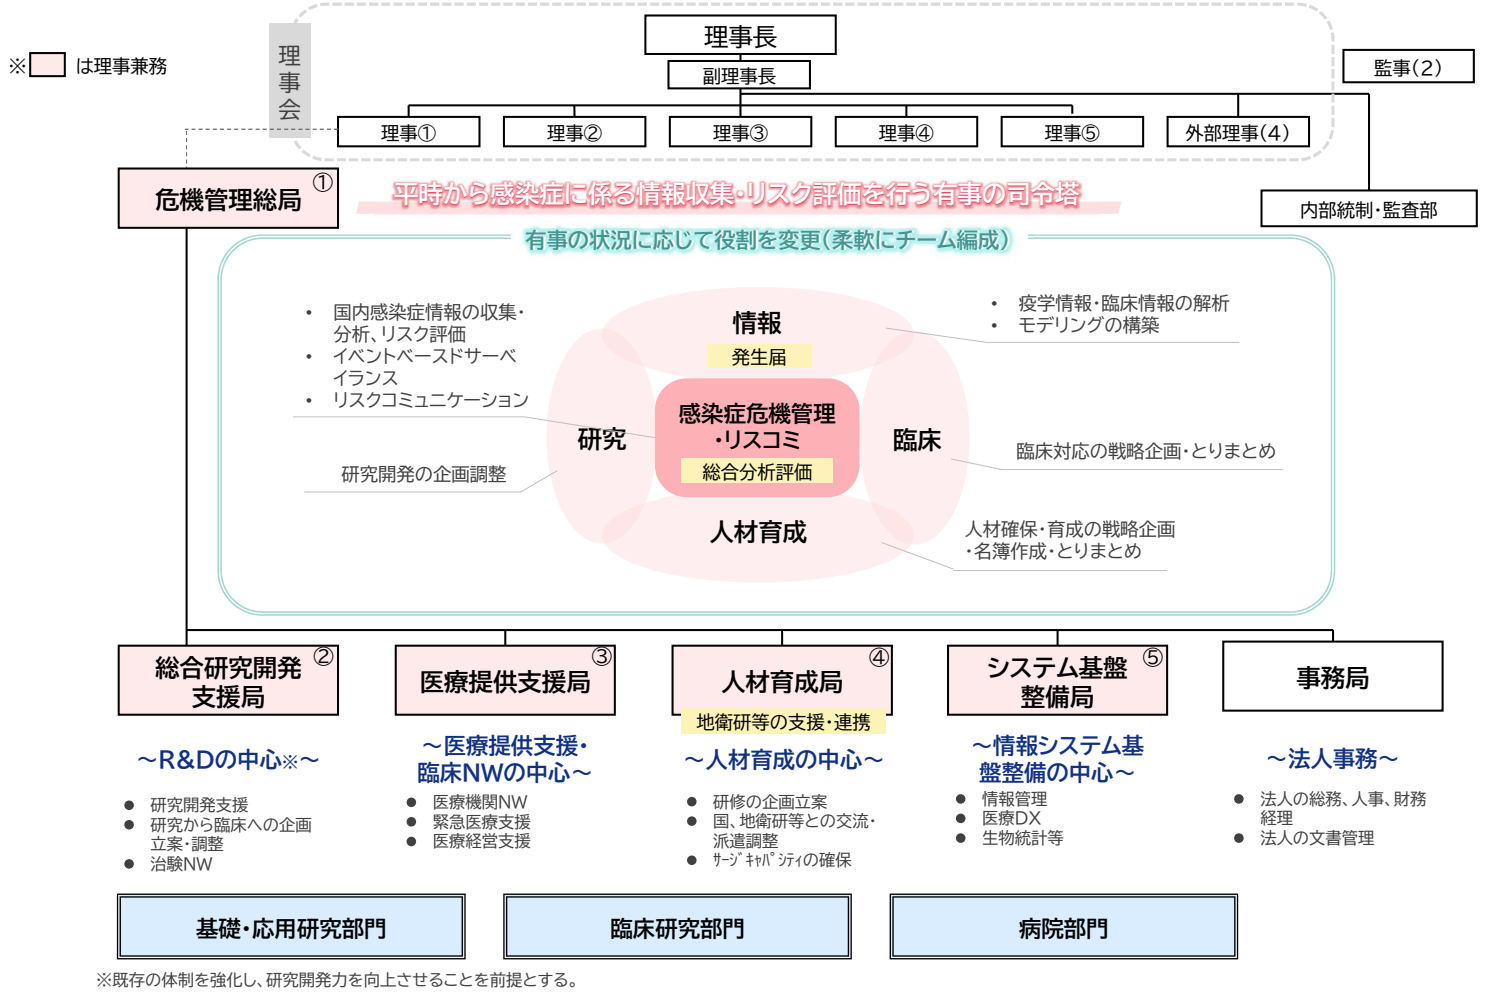 ※
は理事兼務
理事会
理事長
副理事長
監事（2）
理事①
理事②
理事③
理事④
理事⑤
外部理事（4）
内部統制・監査部
危機管理総局
①
平時から感染症に係る情報収集・リスク評価を行う有事の司令塔
有事の状況に応じて役割を変更（柔軟にチーム編成）
• 国内感染症情報の収集・
分析、リスク評価
• イベントベースドサーベ
イランス
• リスクコミュニケーション
研究開発の企画調整
情報
発生届
研究
感染症危機管理
・リスコミ
総合分析評価
臨床
人材育成
• 疫学情報・臨床情報の解析
• モデリングの構築
臨床対応の戦略企画・とりまとめ
人材確保・育成の戦略企画
・名簿作成・とりまとめ
総合研究開発
支援局
②
～R&Dの中心※～
● 研究開発支援
● 研究から臨床への企画
立案・調整
● 治験NW
医療提供支援局
③
～医療提供支援・
臨床NWの中心～
● 医療機関NW
● 緊急医療支援
● 医療経営支援
人材育成局
④
地衛研等の支援・連携
～人材育成の中心～
● 研修の企画立案
● 国、地衛研等との交流・
派遣調整
● ｻｰｼﾞｷｬﾊﾟｼﾃｨの確保
システム基盤
整備局
⑤
～情報システム基
盤整備の中心～
● 情報管理
● 医療DX
● 生物統計等
事務局
～法人事務～
● 法人の総務、人事、財務
経理
● 法人の文書管理
基礎・応用研究部門
臨床研究部門
病院部門
※既存の体制を強化し、研究開発力を向上させることを前提とする。